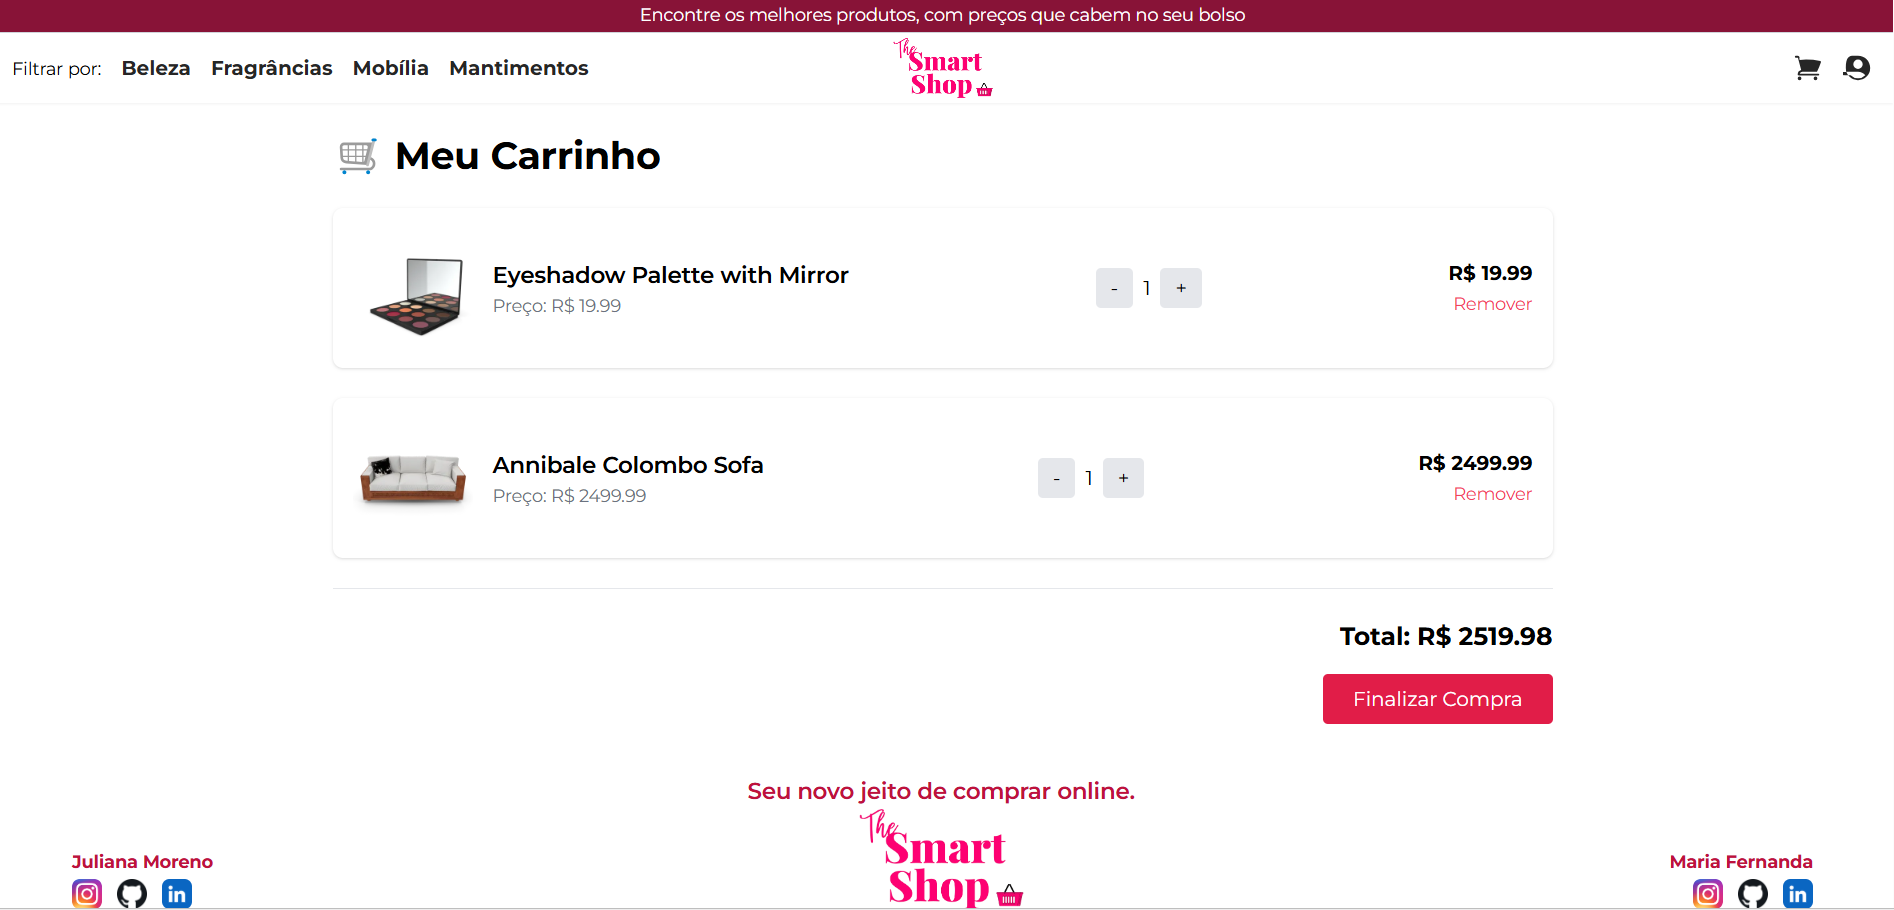 Encontre os melhores produtos, com preços que cabem no seu bolso
Filtrar por: Beleza Fragrâncias Mobília Mantimentos
The
Smart
Shop
Meu Carrinho
Eyeshadow Palette with Mirror
Preço: R$ 19.99
- 1 +
R$ 19.99
Remover
Annibale Colombo Sofa
Preço: R$ 2499.99
- 1 +
R$ 2499.99
Remover
Total: R$ 2519.98
Finalizar Compra
Seu novo jeito de comprar online.
The
Smart
Shop
Juliana Moreno
in
Maria Fernanda
in